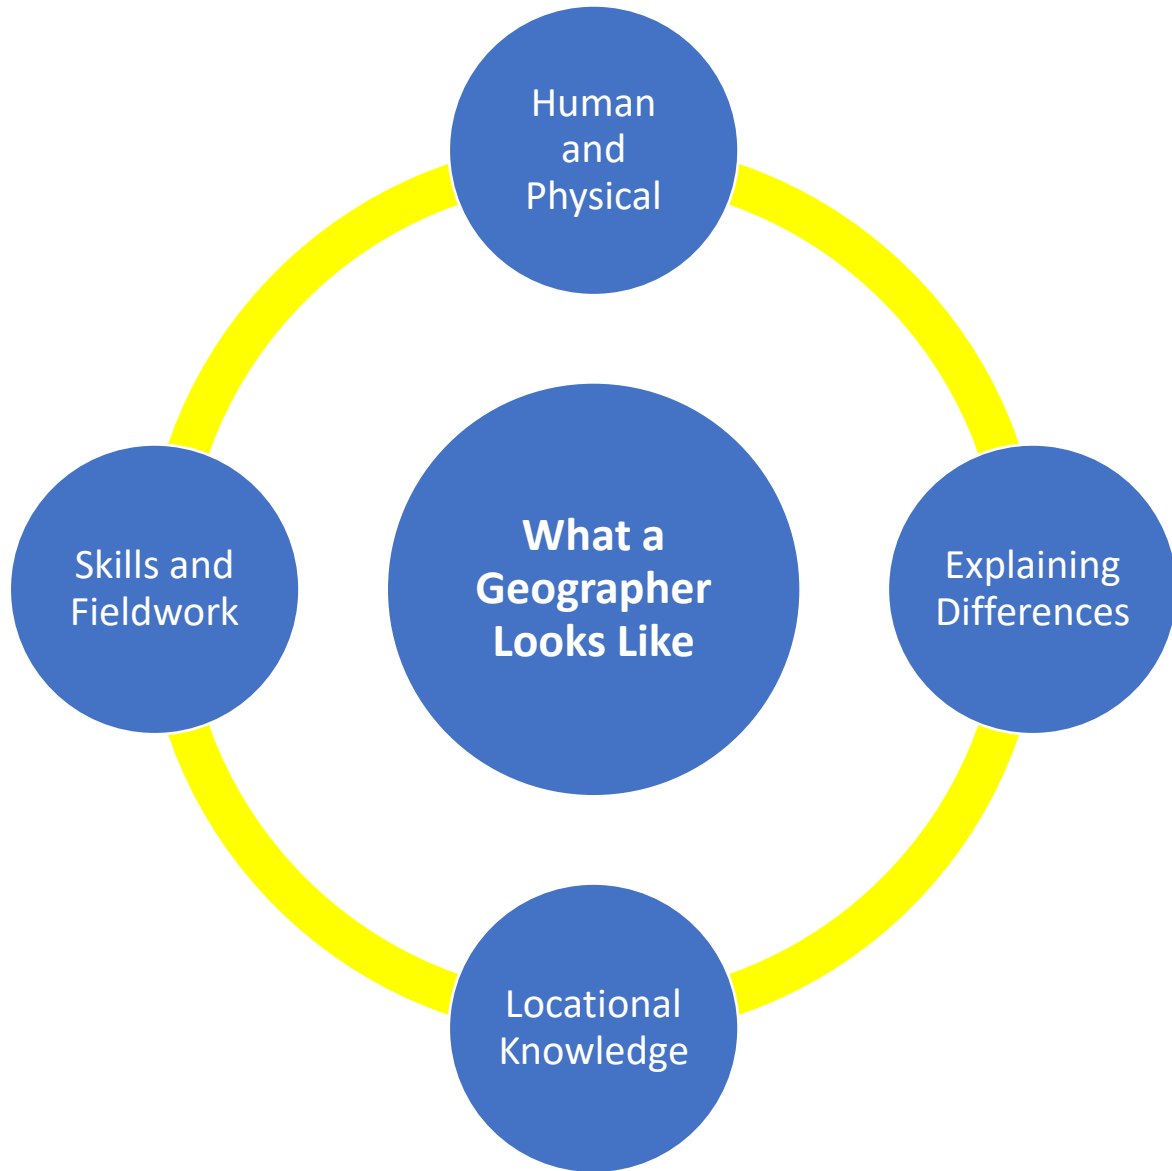 Human
and
Physical
Skills and
Fieldwork
What a
Geographer
Looks Like
Explaining
Differences
Locational
Knowledge